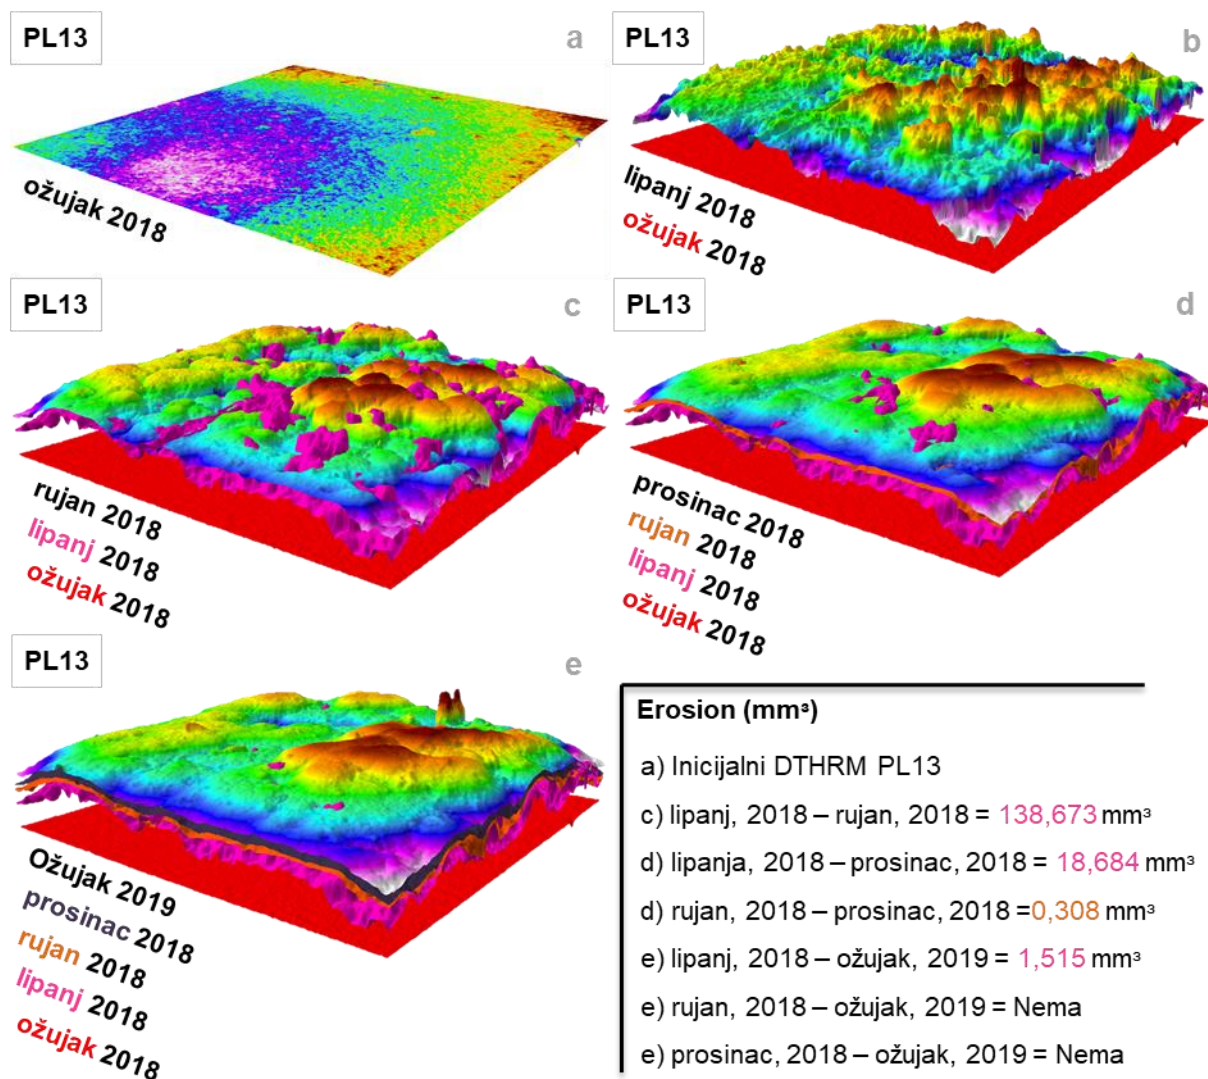 PL13
a
ožujak 2018
PL13
b
lipanj 2018
ožujak 2018
PL13
c
rujan 2018
lipanj 2018
ožujak 2018
PL13
d
prosinac 2018
rujan 2018
lipanj 2018
ožujak 2018
PL13
e
Ožujak 2019
prosinac 2018
rujan 2018
lipanj 2018
ožujak 2018
Erosion (mm³)
a) Inicijalni DTHRM PL13
c) lipanj, 2018 – rujan, 2018 = 138,673 mm³
d) lipanja, 2018 – prosinac, 2018 = 18,684 mm³
d) rujan, 2018 – prosinac, 2018 =0,308 mm³
e) lipanj, 2018 – ožujak, 2019 = 1,515 mm³
e) rujan, 2018 – ožujak, 2019 = Nema
e) prosinac, 2018 – ožujak, 2019 = Nema